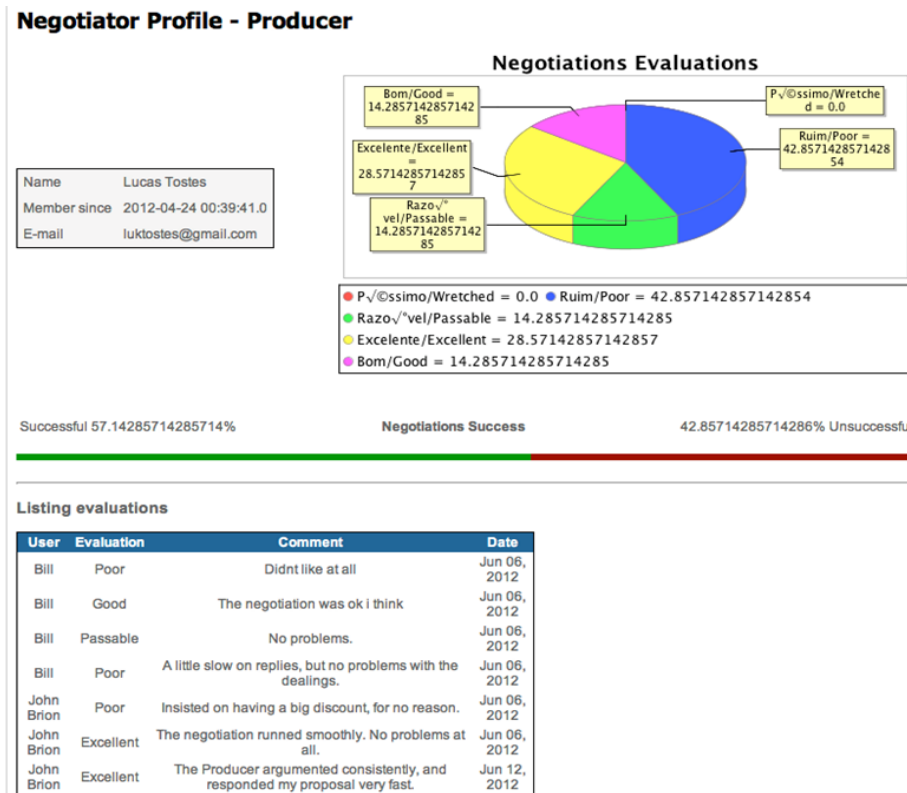 Negotiator Profile - Producer
Negotiations Evaluations
Bom/Good =
14.2857142857142
85
P√©ssimo/Wretche
d = 0.0
Ruim/Poor =
42.8571428571428
54
Excelente/Excellent
=
28.5714285714285
7
Razo√°
vel/Passable =
14.2857142857142
85
Name Lucas Tostes
Member since 2012-04-24 00:39:41.0
E-mail luktostes@gmail.com
P√©ssimo/Wretched = 0.0 Ruim/Poor = 42.857142857142854
Razo√°vel/Passable = 14.285714285714285
Excelente/Excellent = 28.57142857142857
Bom/Good = 14.285714285714285
Successful 57.14285714285714% Negotiations Success 42.85714285714286% Unsuccessfu
Listing evaluations
User Evaluation Comment Date
Bill Poor Didnt like at all Jun 06,
2012
Bill Good The negotiation was ok i think Jun 06,
2012
Bill Passable No problems. Jun 06,
2012
Bill Poor A little slow on replies, but no problems with the
dealings. Jun 06,
2012
John
Brion Poor Insisted on having a big discount, for no reason. Jun 06,
2012
John
Brion Excellent The negotiation runned smoothly. No problems at
all. Jun 06,
2012
John
Brion Excellent The Producer argumented consistently, and
responded my proposal very fast. Jun 12,
2012